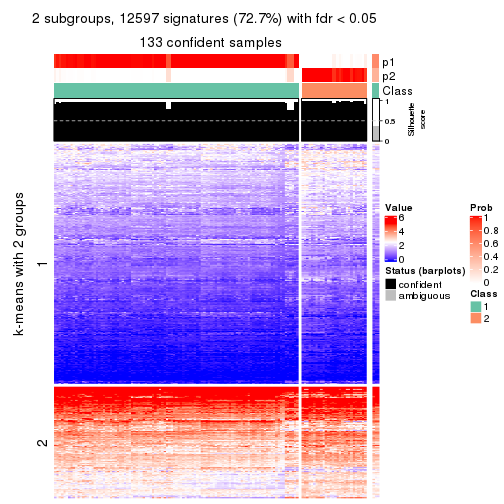 2 subgroups, 12597 signatures (72.7%) with fdr < 0.05
133 confident samples
p1
p2
Class
1
0.5
0
Silhouette
score
k-means with 2 groups
1
2
Value
6
4
2
0
Status (barplots)
confident
ambiguous
Prob
1
0.8
0.6
0.4
0.2
0
Class
1
2